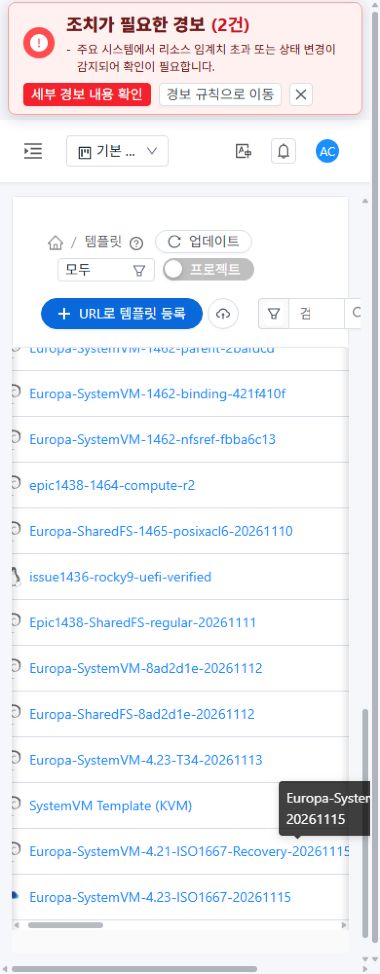 조치가 필요한 경보 (2건)
- 주요 시스템에서 리소스 임계치 초과 또는 상태 변경이
감지되어 확인이 필요합니다.
세부 경보 내용 확인 경보 규칙으로 이동
기본 ... AC
/ 템플릿 업데이트
모두 프로젝트
+ URL로 템플릿 등록 검
Europa-SystemVM-1462-parent-2bafdcd
Europa-SystemVM-1462-binding-421f410f
Europa-SystemVM-1462-nfsref-fbba6c13
epic1438-1464-compute-r2
Europa-SharedFS-1465-posixacl6-20261110
issue1436-rocky9-uefi-verified
Epic1438-SharedFS-regular-20261111
Europa-SystemVM-8ad2d1e-20261112
Europa-SharedFS-8ad2d1e-20261112
Europa-SystemVM-4.23-T34-20261113
SystemVM Template (KVM)
Europa-System
20261115
Europa-SystemVM-4.21-ISO1667-Recovery-20261115
Europa-SystemVM-4.23-ISO1667-20261115